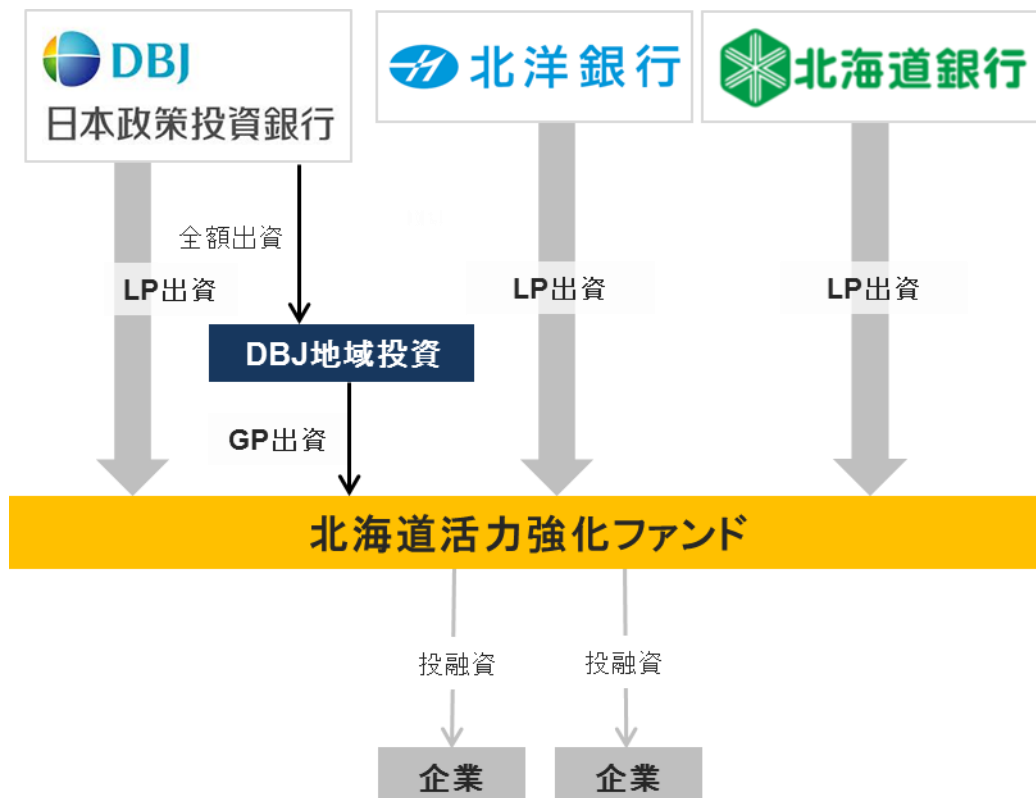 DBJ
日本政策投資銀行
北洋銀行
北海道銀行
全額出資
LP出資
LP出資
LP出資
DBJ地域投資
GP出資
北海道活力強化ファンド
投融資
投融資
企業
企業